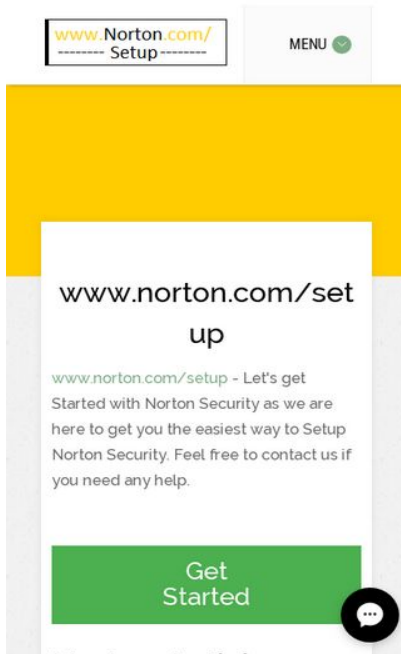 www.Norton.com/
-------- Setup --------
MENU
www.norton.com/set
up
www.norton.com/setup - Let's get
Started with Norton Security as we are
here to get you the easiest way to Setup
Norton Security. Feel free to contact us if
you need any help.
Get
Started